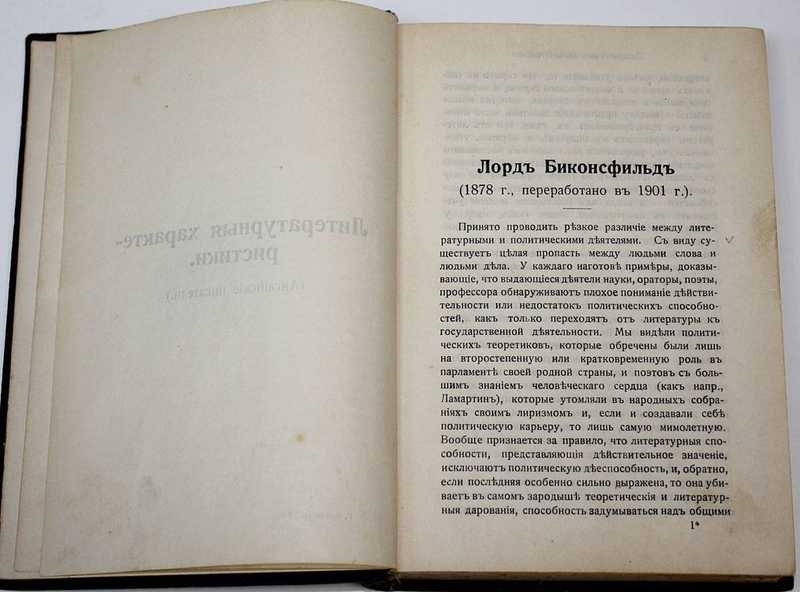 Литературныя характе-
ристики.
(Англійскіе писатели.)
Лордъ Биконсфильдъ
(1878 г., переработано въ 1901 г.).
Принято проводить рѣзкое различіе между лите-
ратурными и политическими дѣятелями. Съ виду су-
ществуетъ цѣлая пропасть между людьми слова и
людьми дѣла. У каждаго наготовѣ примѣры, доказы-
вающіе, что выдающіеся дѣятели науки, ораторы, поэты,
профессора обнаруживаютъ плохое пониманіе дѣйстви-
тельности или недостатокъ политическихъ способно-
стей, какъ только переходятъ отъ литературы къ
государственной дѣятельности. Мы видѣли полити-
ческихъ теоретиковъ, которые обречены были лишь
на второстепенную или кратковременную роль въ
парламентѣ своей родной страны, и поэтовъ съ боль-
шимъ знаніемъ человѣческаго сердца (какъ напр.,
Ламартинъ), которые утомляли въ народныхъ собра-
ніяхъ своимъ лиризмомъ и, если и создавали себѣ
политическую карьеру, то лишь самую мимолетную.
Вообще признается за правило, что литературныя спо-
собности, представляющія дѣйствительное значеніе,
исключаютъ политическую дѣеспособность, и, обратно,
если послѣдняя особенно сильно выражена, то она уби-
ваетъ въ самомъ зародышѣ теоретическія и литератур-
ныя дарованія, способность задумываться надъ общими
1*